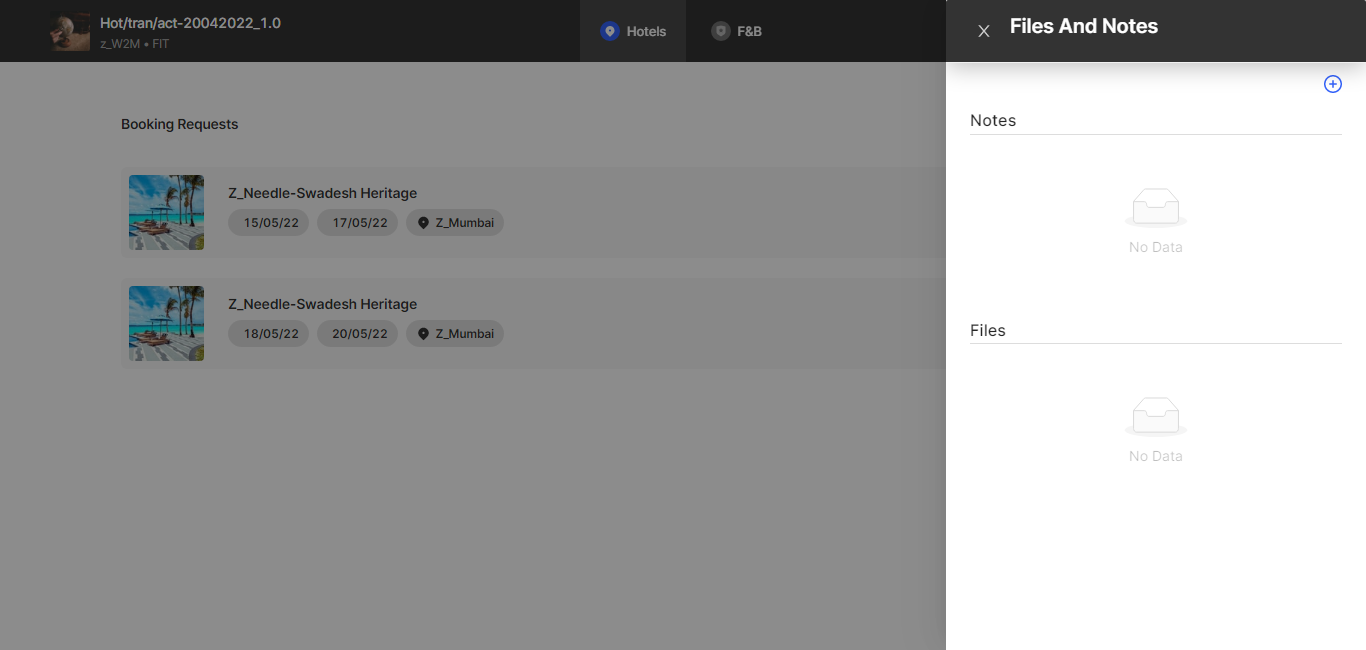 Hot/tran/act-20042022_1.0
z_W2M • FIT
Hotels
F&B
Files And Notes
Booking Requests
Z_Needle-Swadesh Heritage
15/05/22 17/05/22 Z_Mumbai
Z_Needle-Swadesh Heritage
18/05/22 20/05/22 Z_Mumbai
Notes
No Data
Files
No Data